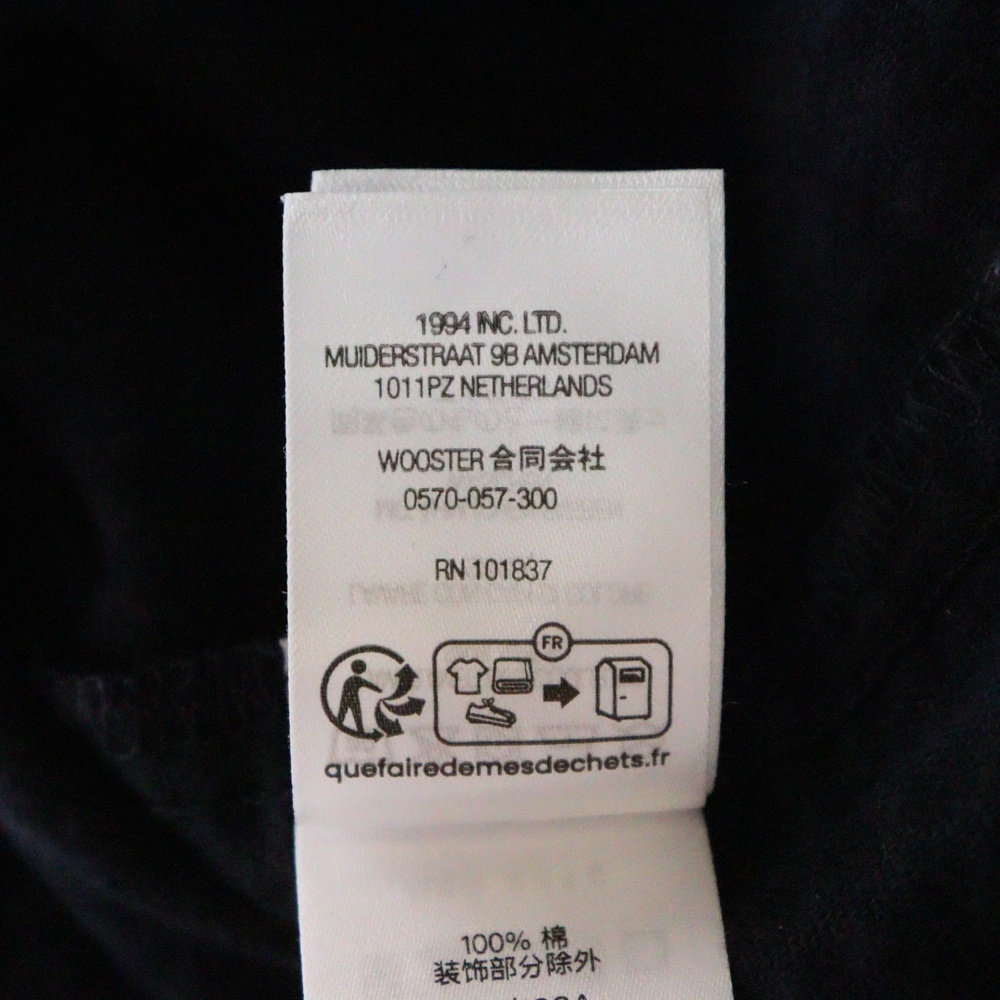 1994 INC. LTD.
MUIDERSTRAAT 9B AMSTERDAM
1011PZ NETHERLANDS
WOOSTER 合同会社
0570-057-300
RN 101837
FR
quefairedemesdechets.fr
100% 棉
装饰部分除外